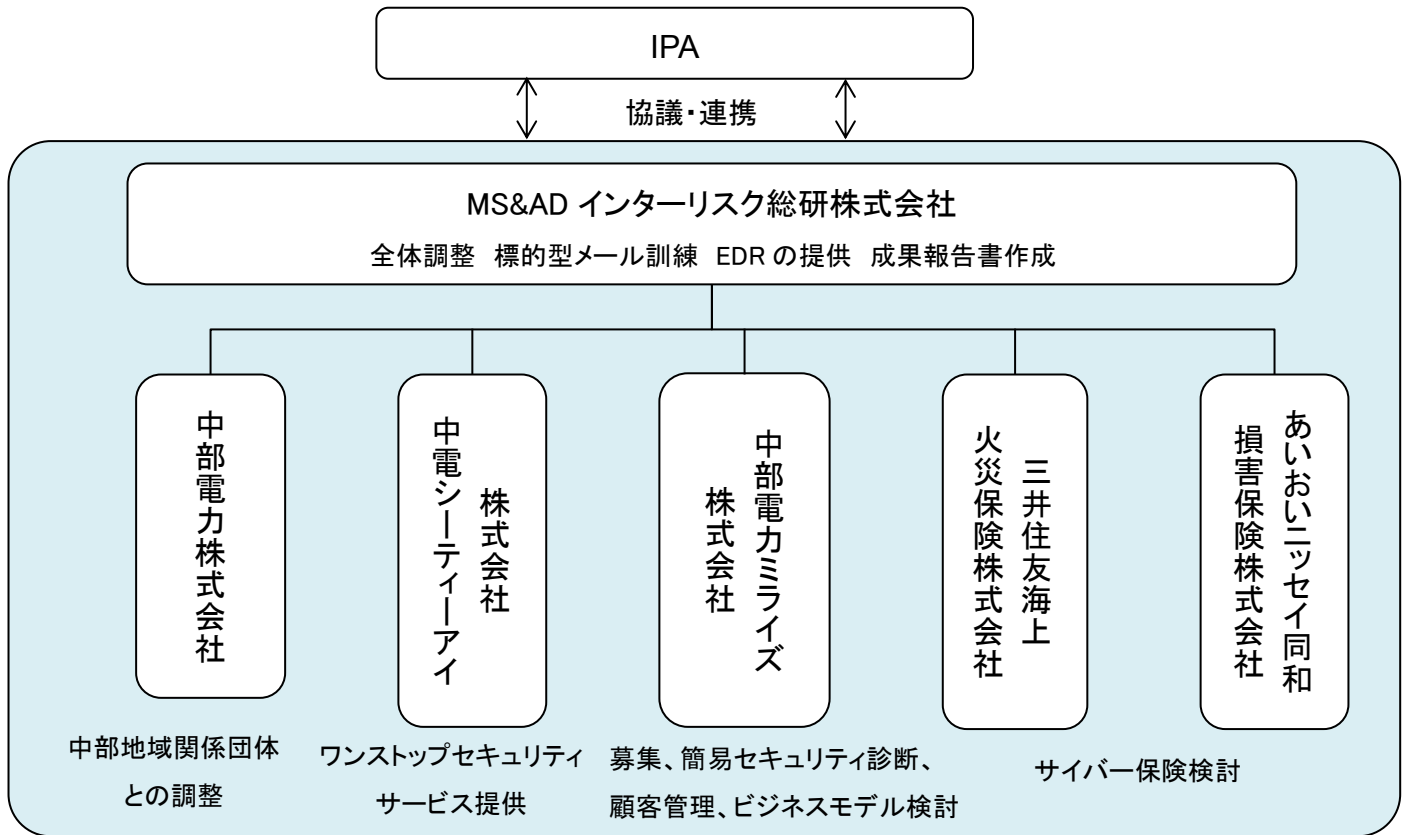 IPA
協議・連携
MS&AD インターリスク総研株式会社
全体調整 標的型メール訓練 EDR の提供 成果報告書作成
中部電力株式会社
中電シーティーアイ
株式会社
中部電力ミライズ
株式会社
三井住友海上
火災保険株式会社
あいおいニッセイ同和
損害保険株式会社
中部地域関係団体
との調整
ワンストップセキュリティ
サービス提供
募集、簡易セキュリティ診断、
顧客管理、ビジネスモデル検討
サイバー保険検討